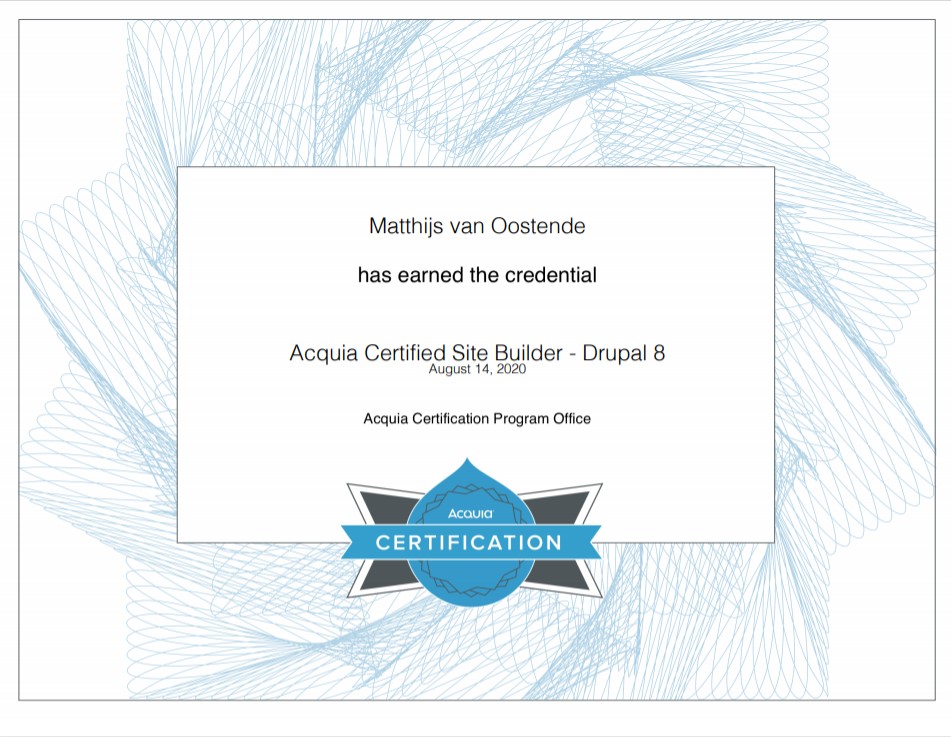 Matthijs van Oostende
has earned the credential
Acquia Certified Site Builder - Drupal 8
August 14, 2020
Acquia Certification Program Office
ACQUIA
CERTIFICATION